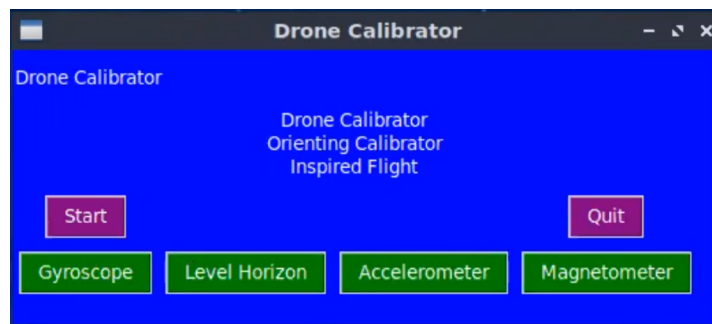 Drone Calibrator
Drone Calibrator
Drone Calibrator
Orienting Calibrator
Inspired Flight
Start Quit
Gyroscope Level Horizon Accelerometer Magnetometer